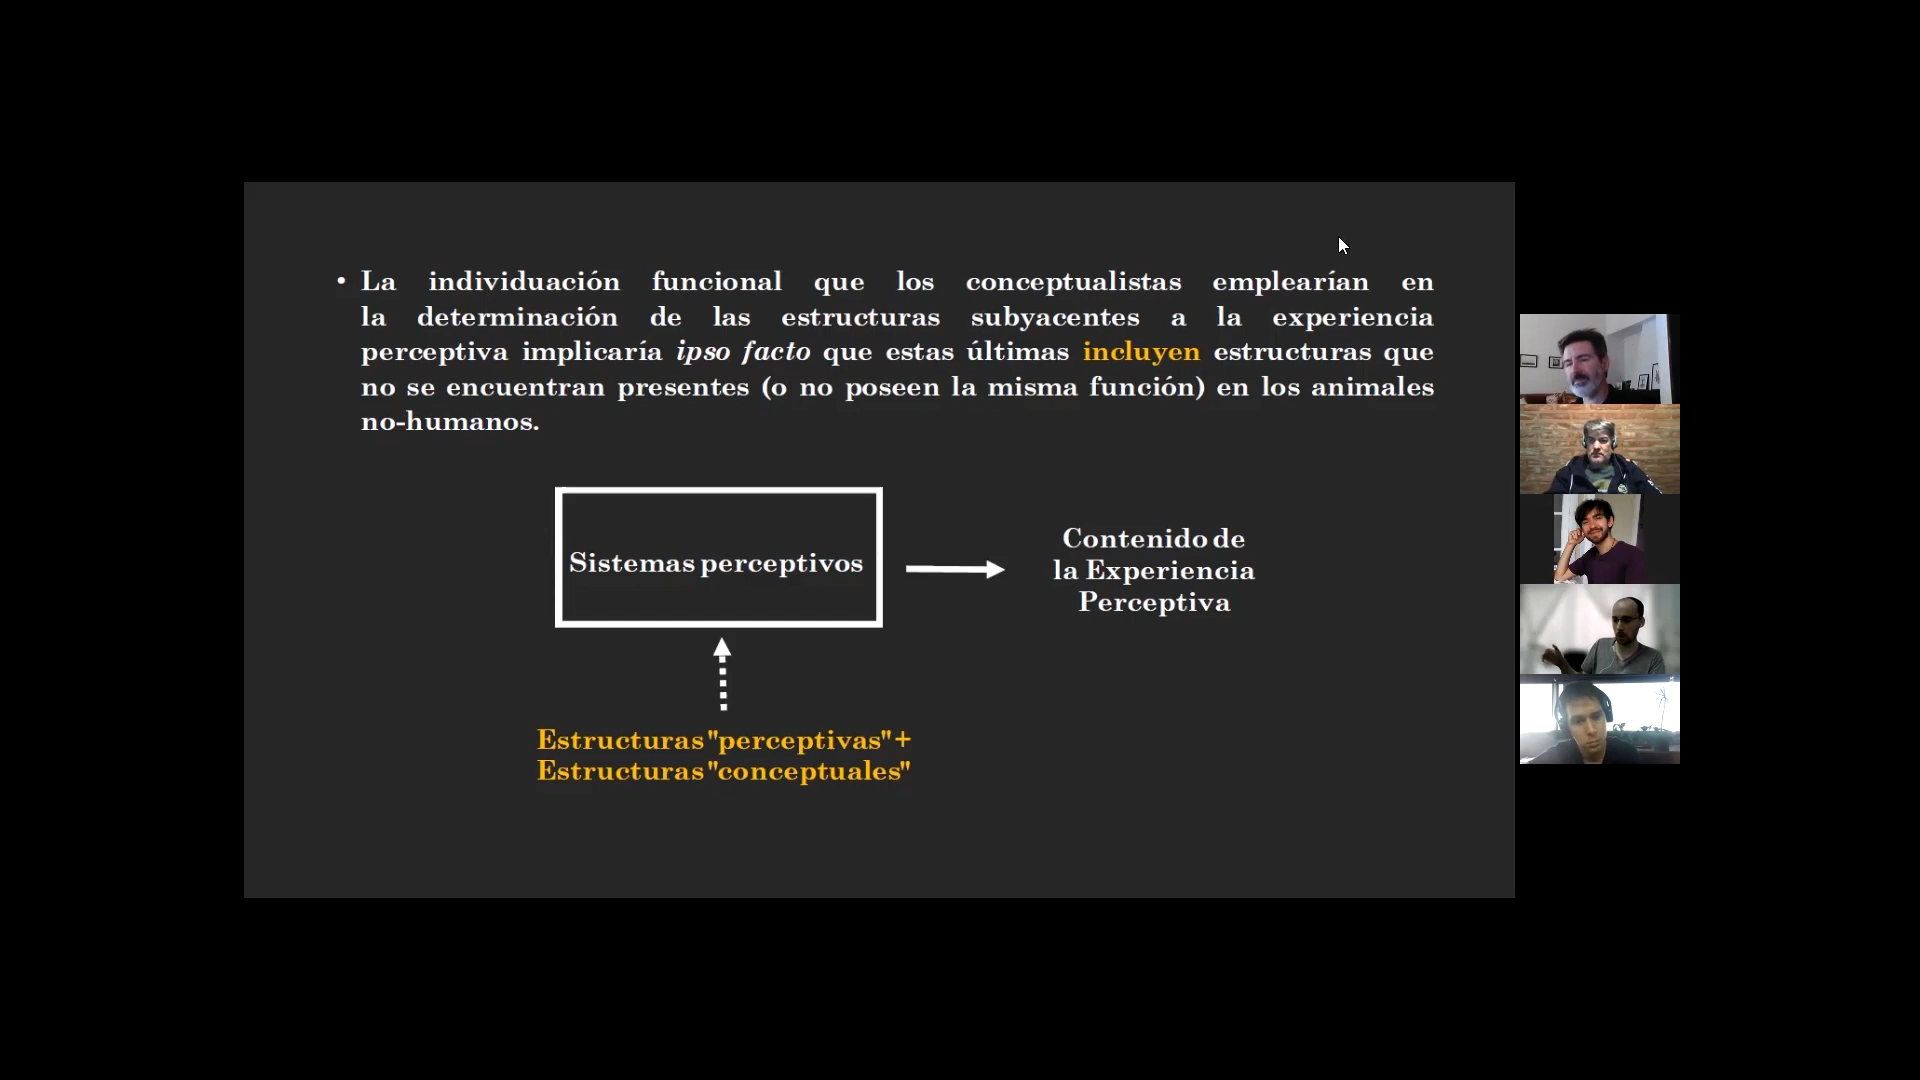 • La individuación funcional que los conceptualistas emplearían en
la determinación de las estructuras subyacentes a la experiencia
perceptiva implicaría ipso facto que estas últimas incluyen estructuras que
no se encuentran presentes (o no poseen la misma función) en los animales
no-humanos.
Sistemas perceptivos
Contenido de
la Experiencia
Perceptiva
Estructuras "perceptivas" +
Estructuras "conceptuales"